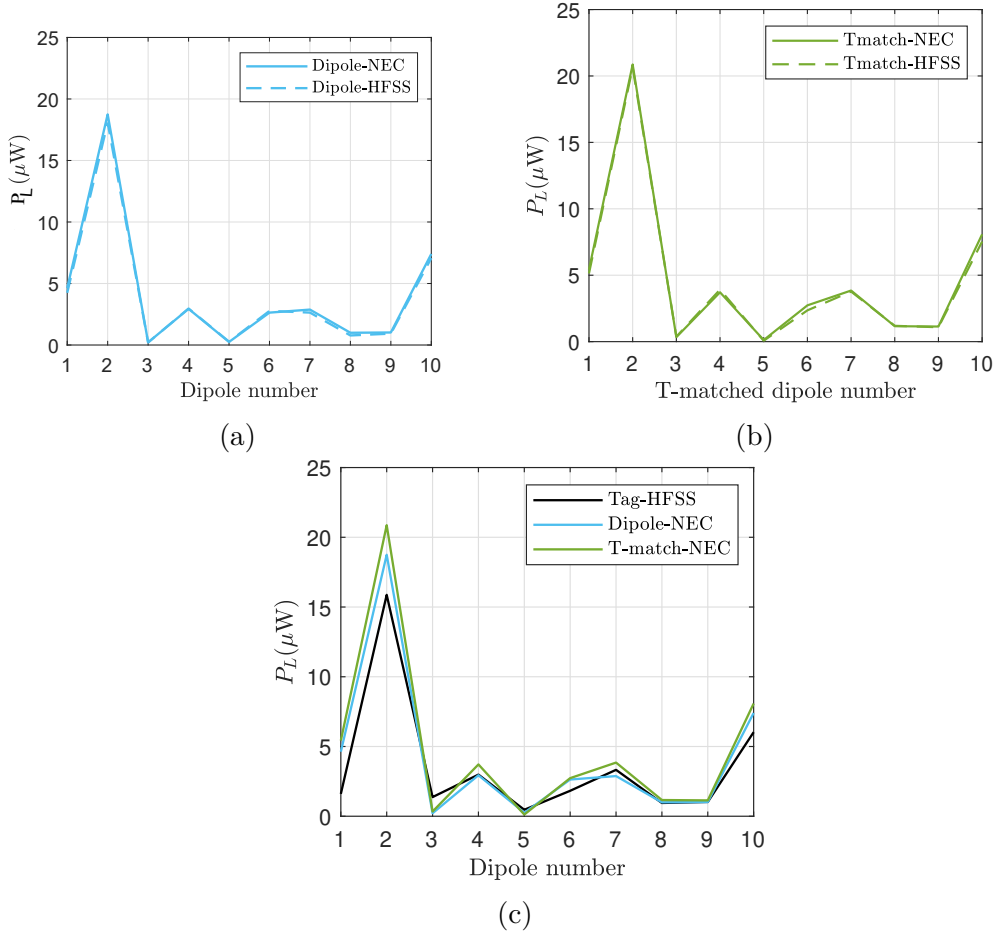 25
20
15
10
5
0
P_L (μW)
Dipole-NEC
Dipole-HFSS
1 2 3 4 5 6 7 8 9 10
Dipole number
(a)
25
20
15
10
5
0
P_L(μW)
Tmatch-NEC
Tmatch-HFSS
1 2 3 4 5 6 7 8 9 10
T-matched dipole number
(b)
25
20
15
10
5
0
P_L(μW)
Tag-HFSS
Dipole-NEC
T-match-NEC
1 2 3 4 5 6 7 8 9 10
Dipole number
(c)